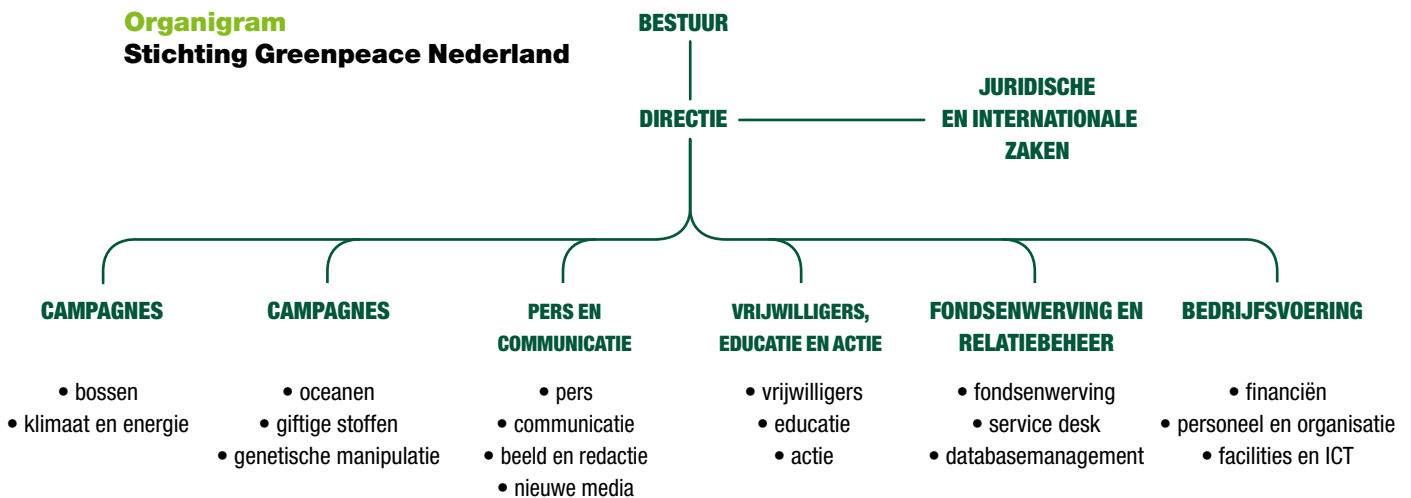 Organigram
Stichting Greenpeace Nederland
BESTUUR
DIRECTIE
JURIDISCHE
EN INTERNATIONALE
ZAKEN
CAMPAGNES
• bossen
• klimaat en energie
CAMPAGNES
• oceanen
• giftige stoffen
• genetische manipulatie
PERS EN
COMMUNICATIE
• pers
• communicatie
• beeld en redactie
• nieuwe media
VRIJWILLIGERS,
EDUCATIE EN ACTIE
• vrijwilligers
• educatie
• actie
FONDSENWERVING EN
RELATIEBEHEER
• fondsenwerving
• service desk
• databasemanagement
BEDRIJFSVOERING
• financiën
• personeel en organisatie
• facilities en ICT